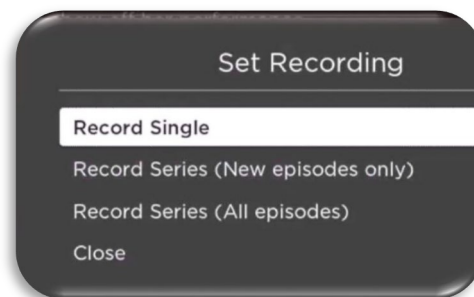 Set Recording
Record Single
Record Series (New episodes only)
Record Series (All episodes)
Close